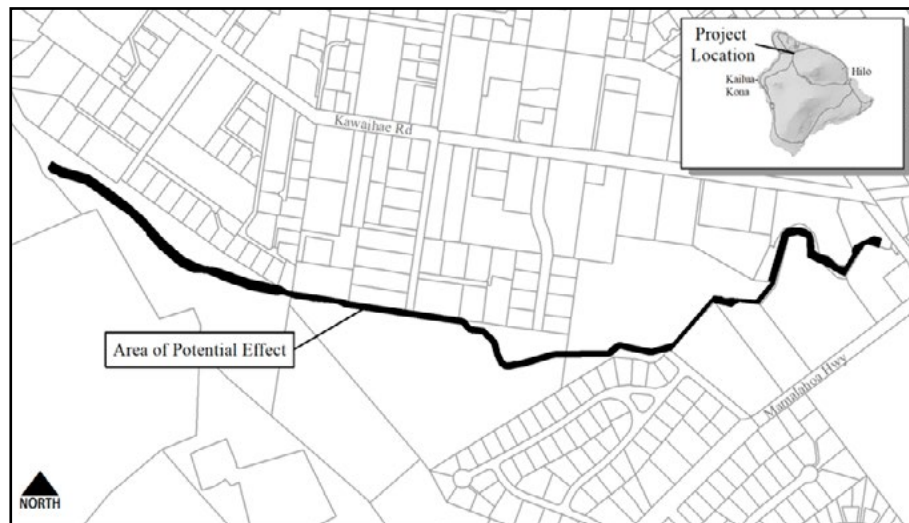 Project
Location
Kailua-
Kona
Hilo
Kawaihae Rd
Area of Potential Effect
Mamalahoa Hwy
NORTH